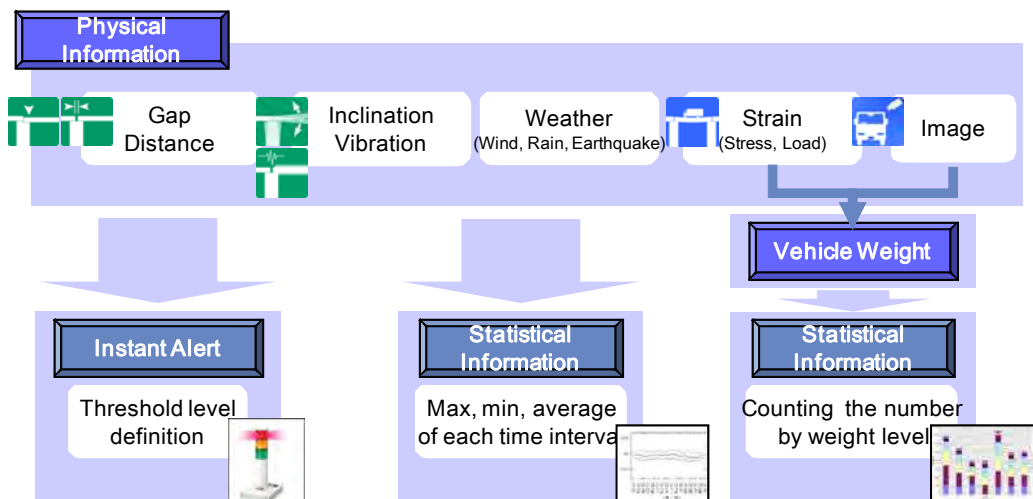 Physical
Information
Gap
Distance
Inclination
Vibration
Weather
(Wind, Rain, Earthquake)
Strain
(Stress, Load)
Image
Vehicle Weight
Instant Alert
Threshold level
definition
Statistical
Information
Max, min, average
of each time interva
Statistical
Information
Counting the number
by weight level